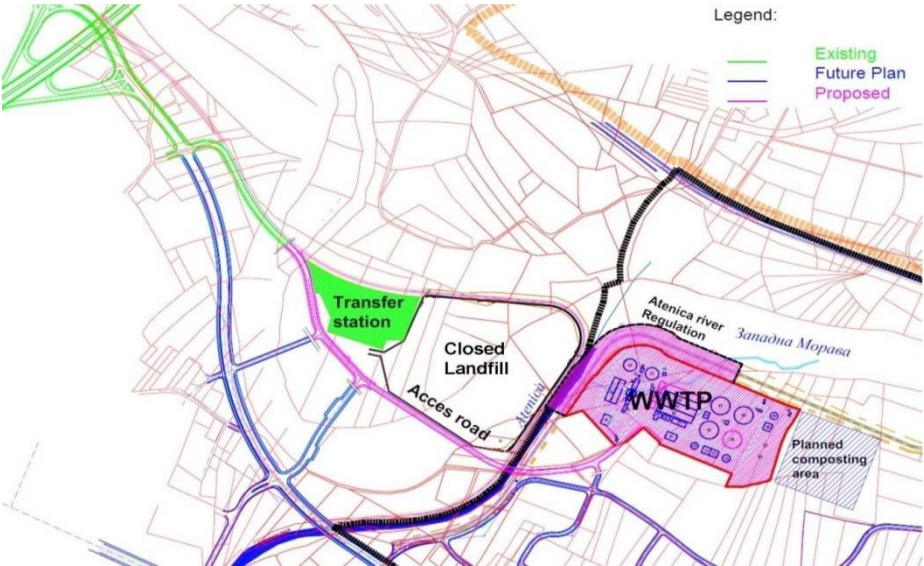 Legend:
Existing
Future Plan
Proposed
Atenica river
Regulation
Западна Морава
Transfer
station
Closed
Landfill
Acces road
Atenica
WWTP
Planned
composting
area